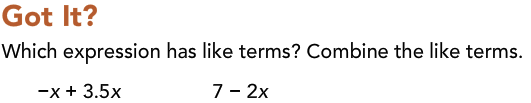 Got It?
Which expression has like terms? Combine the like terms.
−x + 3.5x 7 − 2x